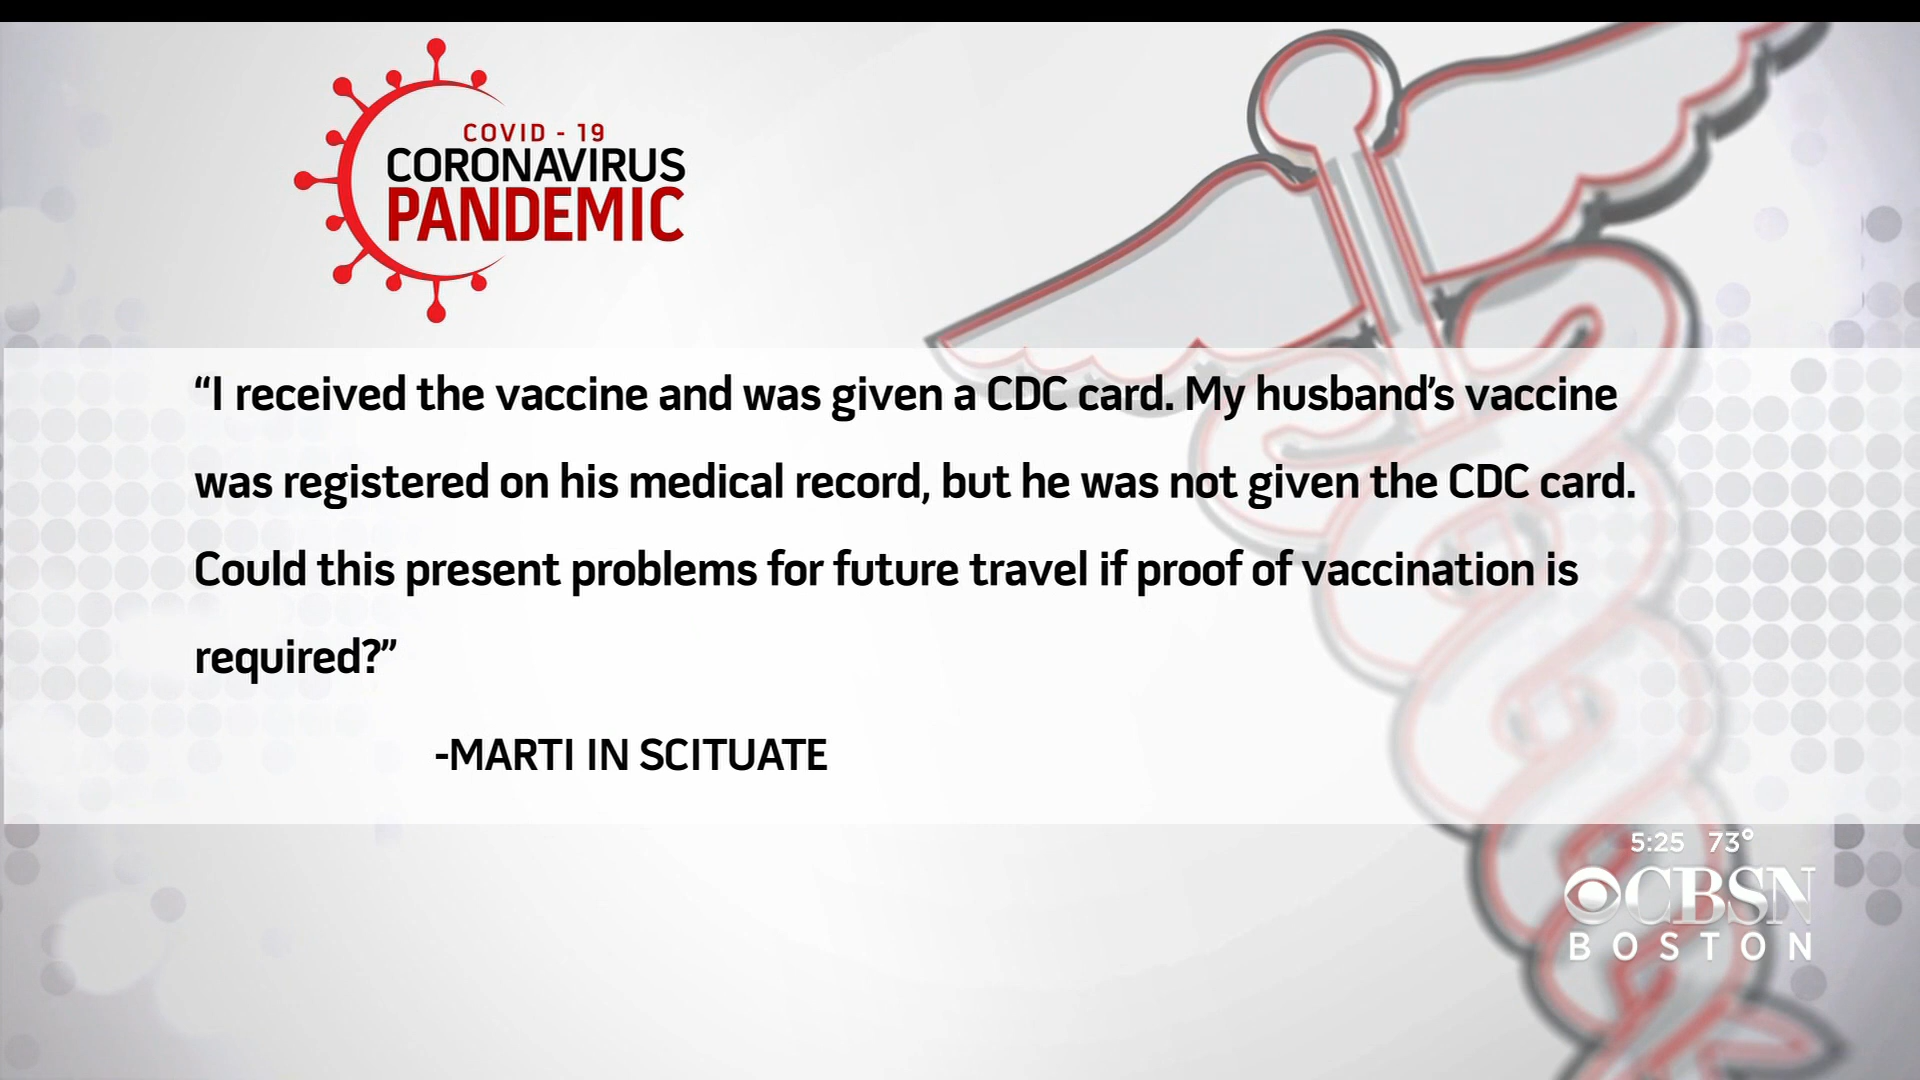 COVID - 19
CORONAVIRUS
PANDEMIC
“I received the vaccine and was given a CDC card. My husband’s vaccine
was registered on his medical record, but he was not given the CDC card.
Could this present problems for future travel if proof of vaccination is
required?”
-MARTI IN SCITUATE
5:25 73°
CBSN
BOSTON